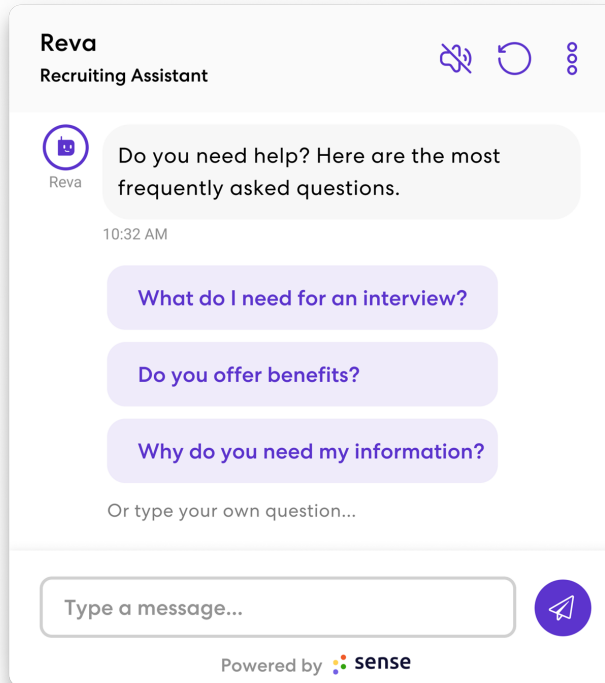 Reva
Recruiting Assistant
Do you need help? Here are the most
frequently asked questions.
Reva
10:32 AM
What do I need for an interview?
Do you offer benefits?
Why do you need my information?
Or type your own question...
Type a message...
Powered by sense